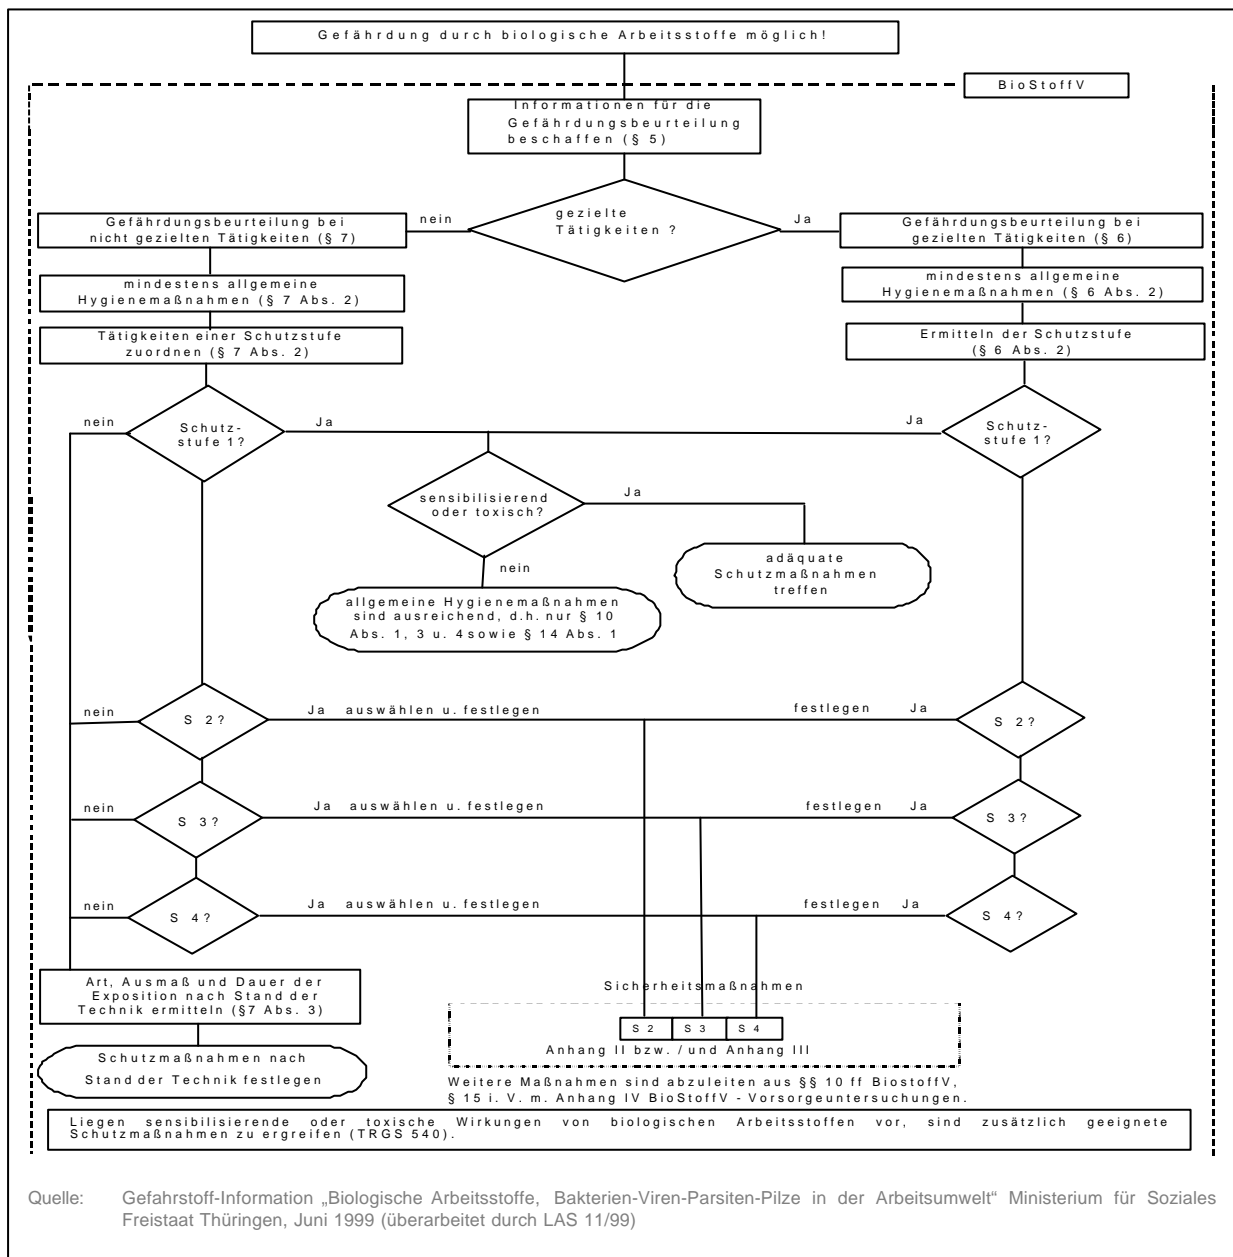 Gefährdung durch biologische Arbeitsstoffe möglich!
BioStoffV
Informationen für die
Gefährdungsbeurteilung
beschaffen (§ 5)
gezielte
Tätigkeiten ?
nein
Ja
Gefährdungsbeurteilung bei
nicht gezielten Tätigkeiten (§ 7)
Gefährdungsbeurteilung bei
gezielten Tätigkeiten (§ 6)
mindestens allgemeine
Hygienemaßnahmen (§ 7 Abs. 2)
mindestens allgemeine
Hygienemaßnahmen (§ 6 Abs. 2)
Tätigkeiten einer Schutzstufe
zuordnen (§ 7 Abs. 2)
Ermitteln der Schutzstufe
(§ 6 Abs. 2)
nein
Schutz-
stufe 1?
Ja
Ja
Schutz-
stufe 1?
sensibilisierend
oder toxisch?
Ja
nein
adäquate
Schutzmaßnahmen
treffen
allgemeine Hygienemaßnahmen
sind ausreichend, d.h. nur § 10
Abs. 1, 3 u. 4 sowie § 14 Abs. 1
nein
S 2?
Ja auswählen u. festlegen
festlegen Ja
S 2?
nein
S 3?
Ja auswählen u. festlegen
festlegen Ja
S 3?
nein
S 4?
Ja auswählen u. festlegen
festlegen Ja
S 4?
Art, Ausmaß und Dauer der
Exposition nach Stand der
Technik ermitteln (§7 Abs. 3)
Schutzmaßnahmen nach
Stand der Technik festlegen
Sicherheitsmaßnahmen
S 2 S 3 S 4
Anhang II bzw. / und Anhang III
Weitere Maßnahmen sind abzuleiten aus §§ 10 ff BiostoffV,
§ 15 i. V. m. Anhang IV BioStoffV - Vorsorgeuntersuchungen.
Liegen sensibilisierende oder toxische Wirkungen von biologischen Arbeitsstoffen vor, sind zusätzlich geeignete
Schutzmaßnahmen zu ergreifen (TRGS 540).
Quelle: Gefahrstoff-Information „Biologische Arbeitsstoffe, Bakterien-Viren-Parsiten-Pilze in der Arbeitsumwelt“ Ministerium für Soziales
Freistaat Thüringen, Juni 1999 (überarbeitet durch LAS 11/99)